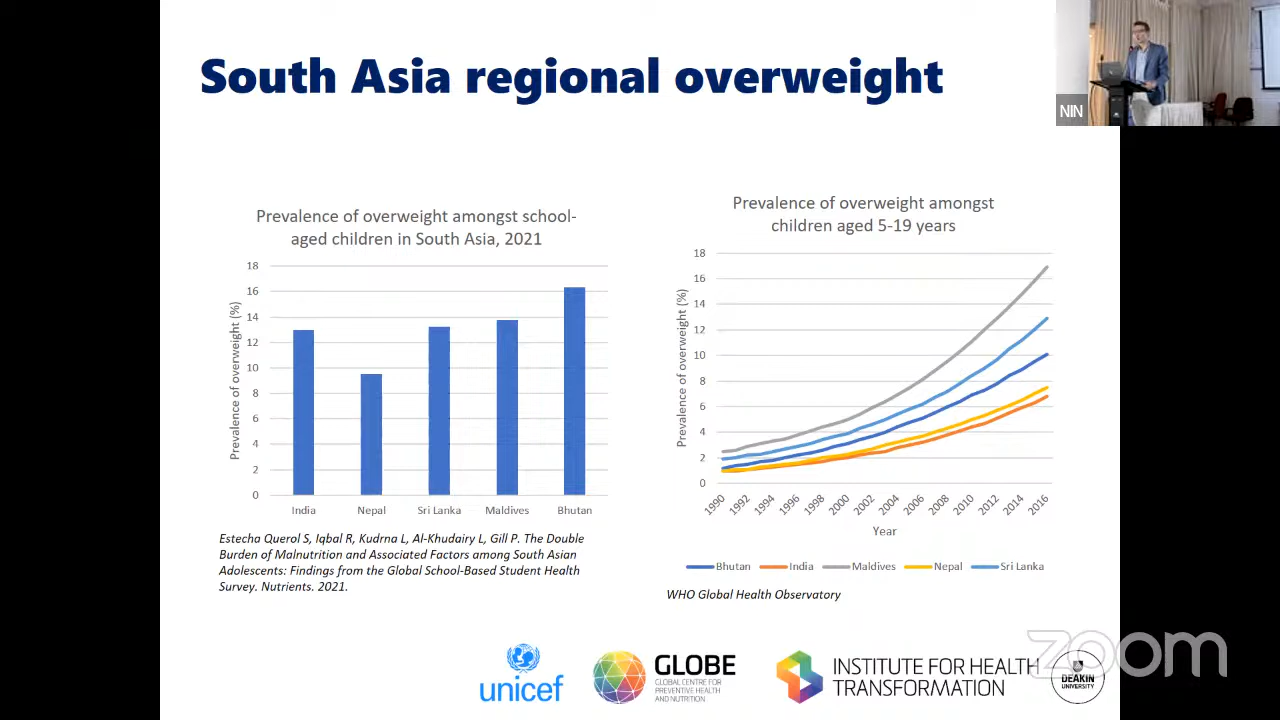 South Asia regional overweight
NIN
Prevalence of overweight amongst school-
aged children in South Asia, 2021
Prevalence of overweight (%)
18
16
14
12
10
8
6
4
2
0
India
Nepal
Sri Lanka
Maldives
Bhutan
Estecha Querol S, Iqbal R, Kudrna L, Al-Khudairy L, Gill P. The Double
Burden of Malnutrition and Associated Factors among South Asian
Adolescents: Findings from the Global School-Based Student Health
Survey. Nutrients. 2021.
Prevalence of overweight amongst
children aged 5-19 years
Prevalence of overweight (%)
18
16
14
12
10
8
6
4
2
0
1990
1992
1994
1996
1998
2000
2002
2004
2006
2008
2010
2012
2014
2016
Year
Bhutan
India
Maldives
Nepal
Sri Lanka
WHO Global Health Observatory
unicef
GLOBE
GLOBAL CENTRE FOR
PREVENTIVE HEALTH
AND NUTRITION
INSTITUTE FOR HEALTH
TRANSFORMATION
DEAKIN
UNIVERSITY
zoom